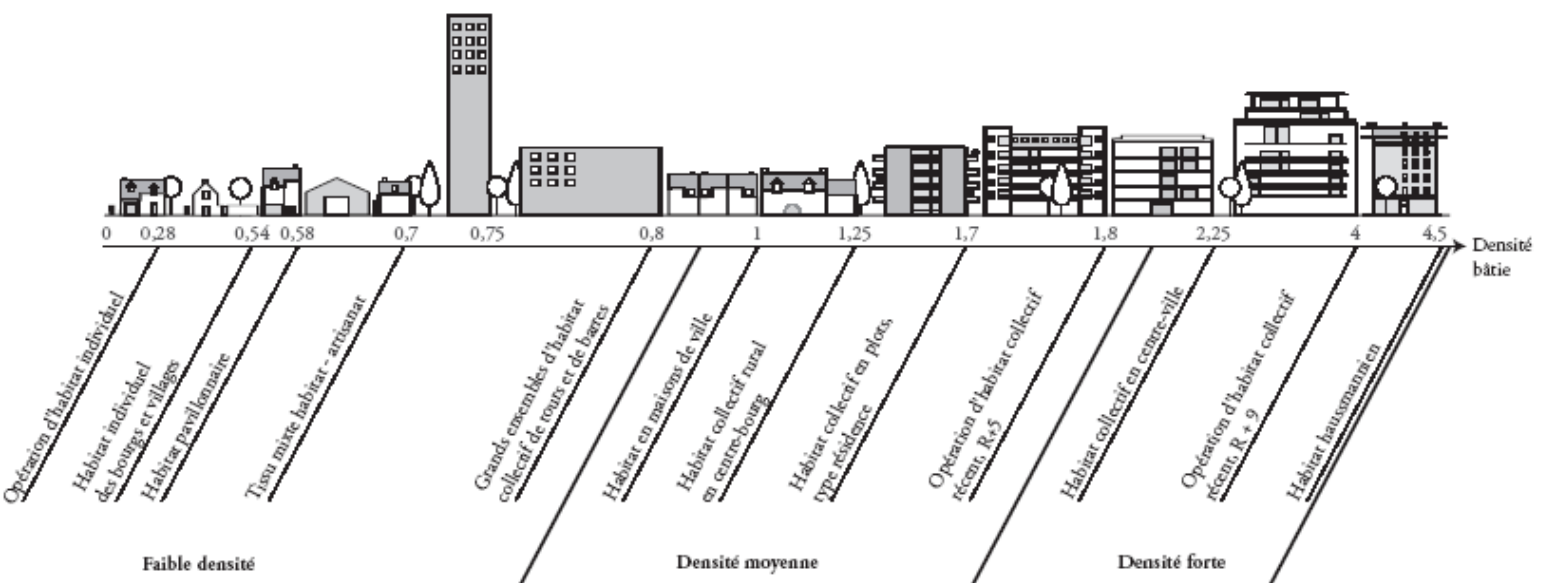 0 0,28 0,54 0,58 0,7 0,75 0,8 1 1,25 1,7 1,8 2,25 4 4,5
Densité
bâtie
Opération d'habitat individuel
Habitat individuel
des bourgs et villages
Habitat pavillonnaire
Tissu mixte habitat - artisanat
Grands ensembles d'habitat
collectif de tours et de barres
Habitat en maisons de ville
Habitat collectif rural
en centre-bourg
Habitat collectif en plots,
type résidence
Opération d'habitat collectif
récent, R+5
Habitat collectif en centre-ville
Opération d'habitat collectif
récent, R + 9
Habitat haussmannien
Faible densité
Densité moyenne
Densité forte